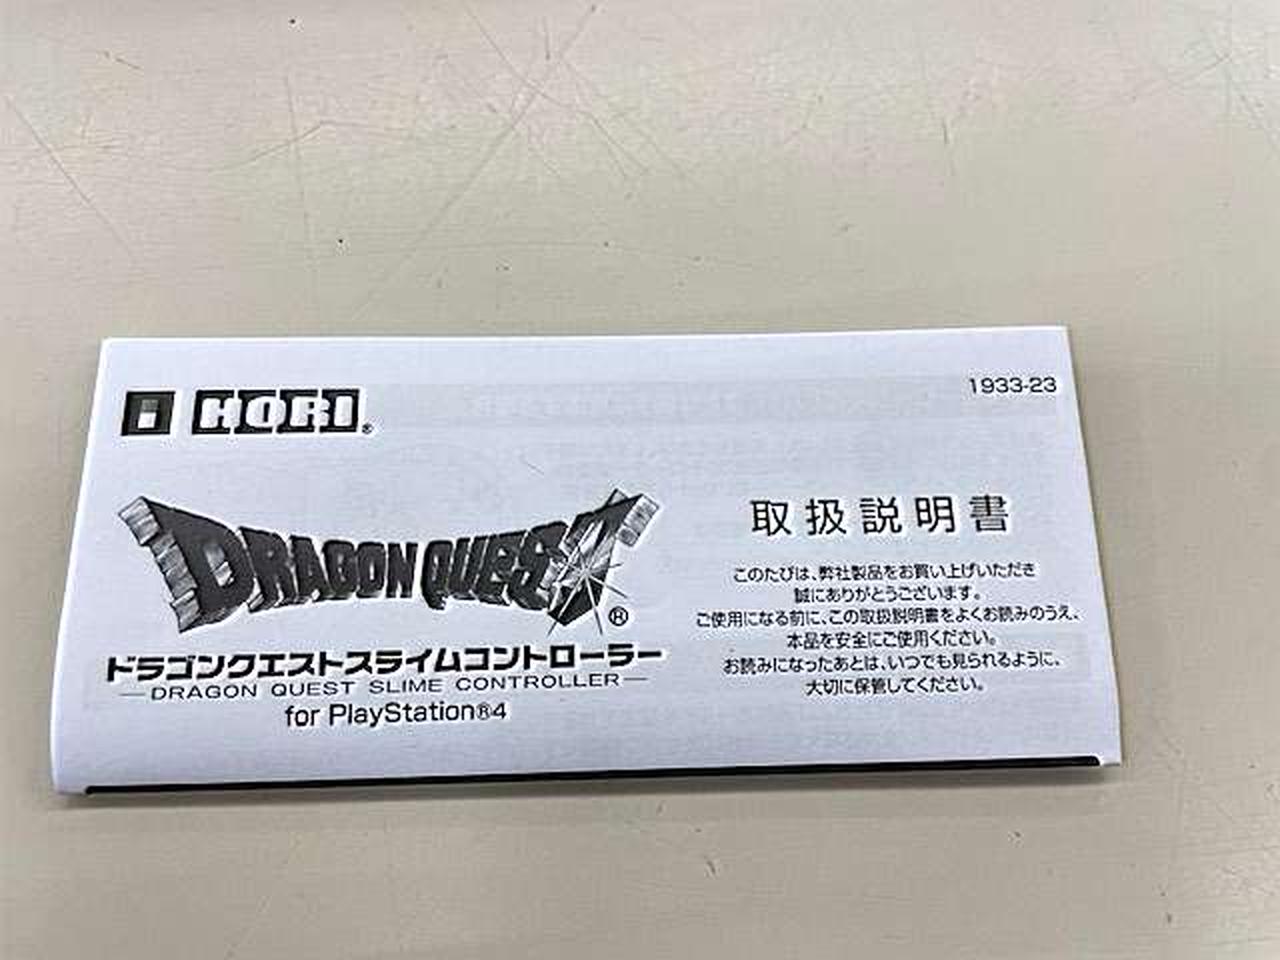 HORI®
1933-23
DRAGON QUEST®
ドラゴンクエストスライムコントローラー
DRAGON QUEST SLIME CONTROLLER
for PlayStation®4
取扱説明書
このたびは、弊社製品をお買い上げいただき
誠にありがとうございます。
ご使用になる前に、この取扱説明書をよくお読みのうえ、
本品を安全にご使用ください。
お読みになったあとは、いつでも見られるように、
大切に保管してください。